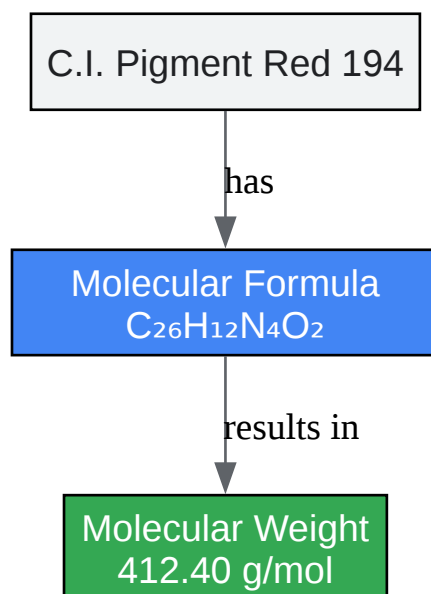 C.I. Pigment Red 194
has
Molecular Formula
C₂₆H₁₂N₄O₂
results in
Molecular Weight
412.40 g/mol